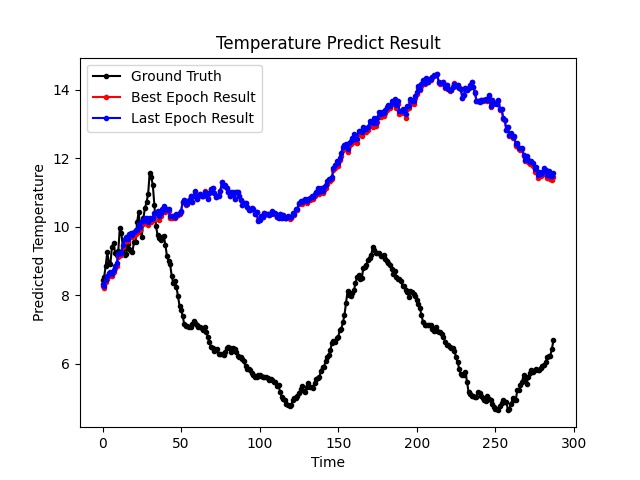 Temperature Predict Result
Ground Truth
Best Epoch Result
Last Epoch Result
Predicted Temperature
14
12
10
8
6
0 50 100 150 200 250 300
Time